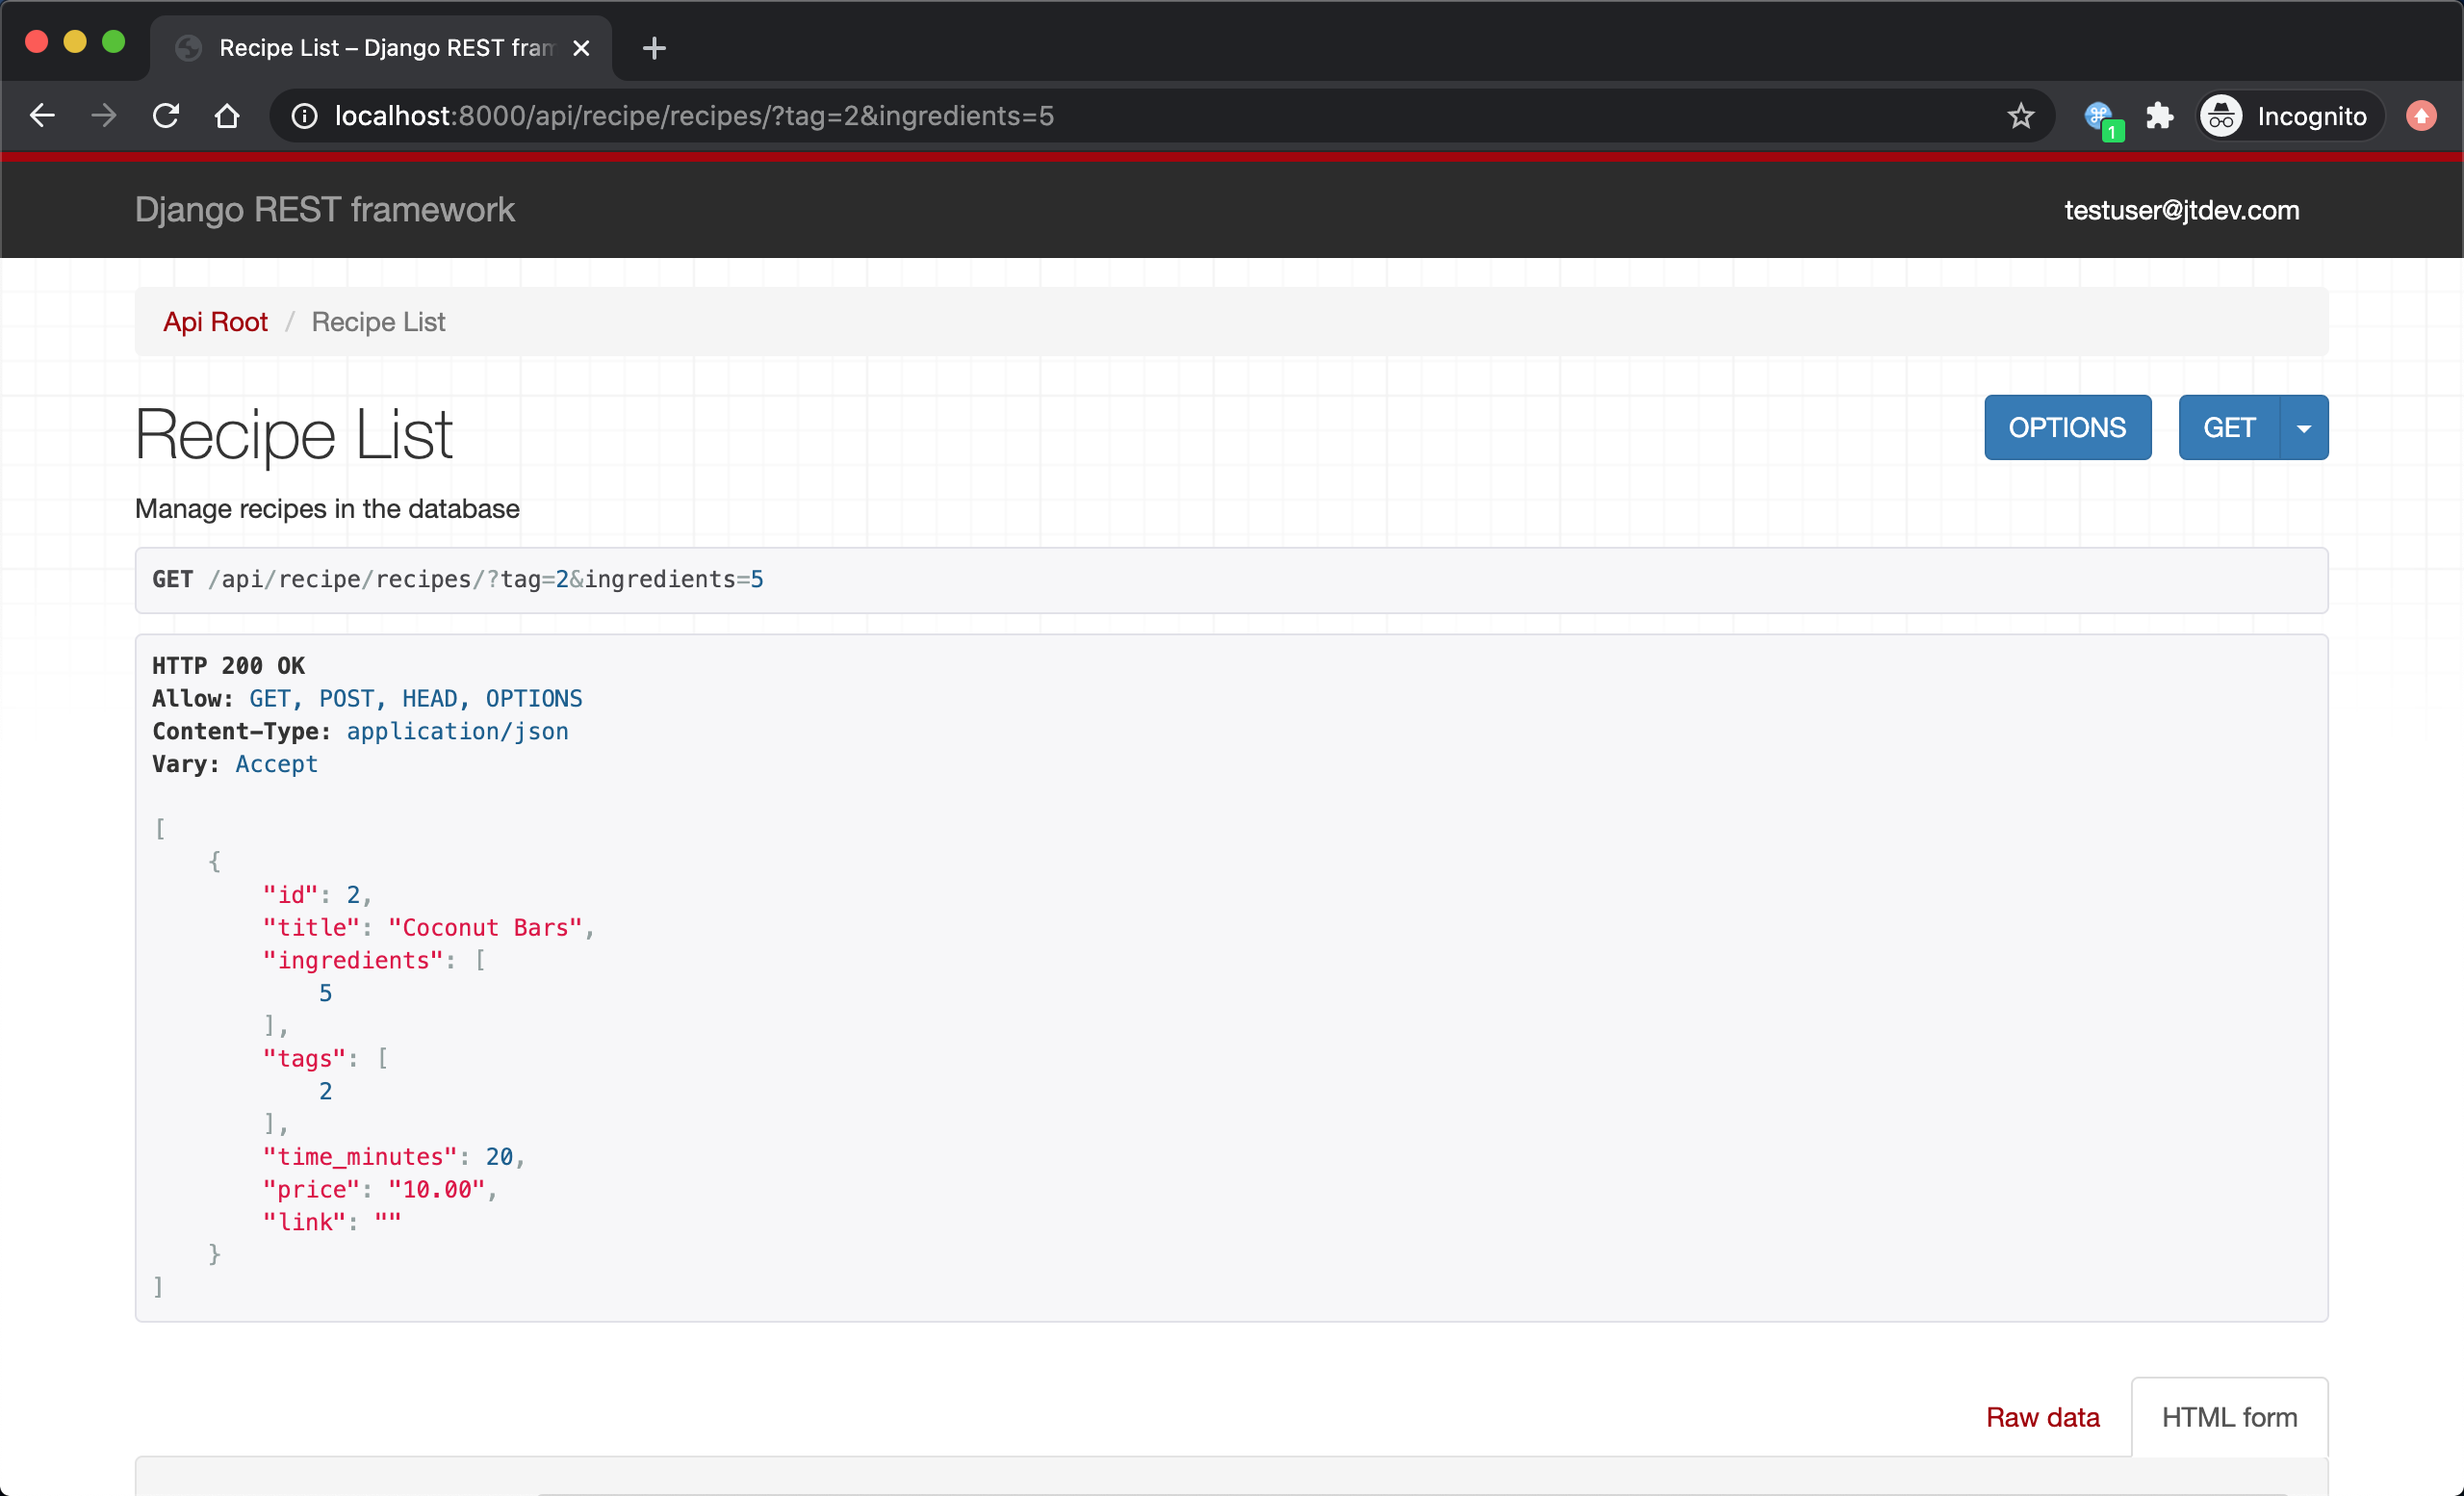 Recipe List – Django REST fram
localhost:8000/api/recipe/recipes/?tag=2&ingredients=5
1
Incognito
Django REST framework
testuser@jtdev.com
Api Root / Recipe List
Recipe List
OPTIONS
GET
Manage recipes in the database
GET /api/recipe/recipes/?tag=2&ingredients=5
HTTP 200 OK
Allow: GET, POST, HEAD, OPTIONS
Content-Type: application/json
Vary: Accept
[
    {
        "id": 2,
        "title": "Coconut Bars",
        "ingredients": [
            5
        ],
        "tags": [
            2
        ],
        "time_minutes": 20,
        "price": "10.00",
        "link": ""
    }
]
Raw data
HTML form